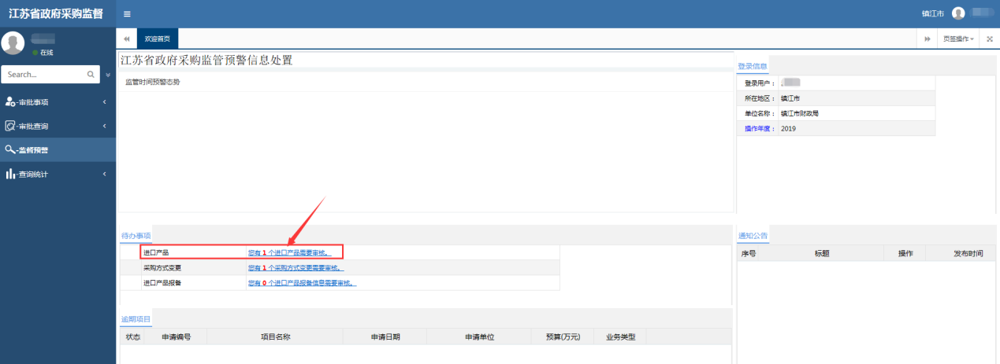 江苏省政府采购监督
镇江市
在线
Search...
-审批事项
-审批查询
-监督预警
-查询统计
欢迎首页
页签操作
江苏省政府采购监管预警信息处置
监管时间预警态势
登录信息
登录用户：
所在地区： 镇江市
单位名称： 镇江市财政局
操作年度： 2019
待办事项
进口产品 您有 1 个进口产品需要审核。
采购方式变更 您有 1 个采购方式变更需要审核。
进口产品报备 您有 0 个进口产品报备信息需要审核。
通知公告
序号 标题 操作 发布时间
逾期项目
状态 申请编号 项目名称 申请日期 申请单位 预算(万元) 业务类型